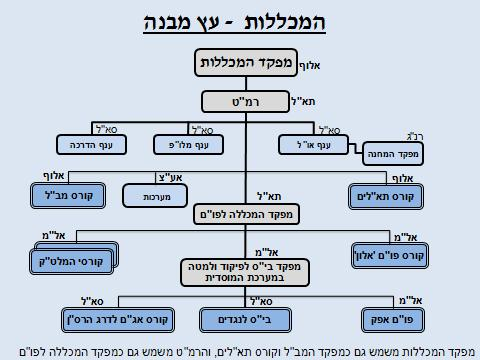 המכללות - עץ מבנה
מפקד המכללות
אלוף
רמ"ט
תא"ל
סא"ל
סא"ל
סא"ל
רנ"ג
ענף או"ל
ענף מלו"פ
ענף הדרכה
מפקד המחנה
אלוף
אע"צ
אלוף
קורס תא"לים
מערכות
קורס מב"ל
תא"ל
מפקד המכללה לפו"ם
אל"מ
אל"מ
קורס פו"ם 'אלון'
קורסי המלט"ק
אל"מ
מפקד בי"ס לפיקוד ולמטה
במערכת המוסדית
אל"מ
סא"ל
סא"ל
פו"ם אפק
בי"ס לנגדים
קורס אג"ם לדרג הרס"ן
מפקד המכללות משמש גם כמפקד המב"ל וקורס תא"לים, והרמ"ט משמש גם כמפקד המכללה לפו"ם